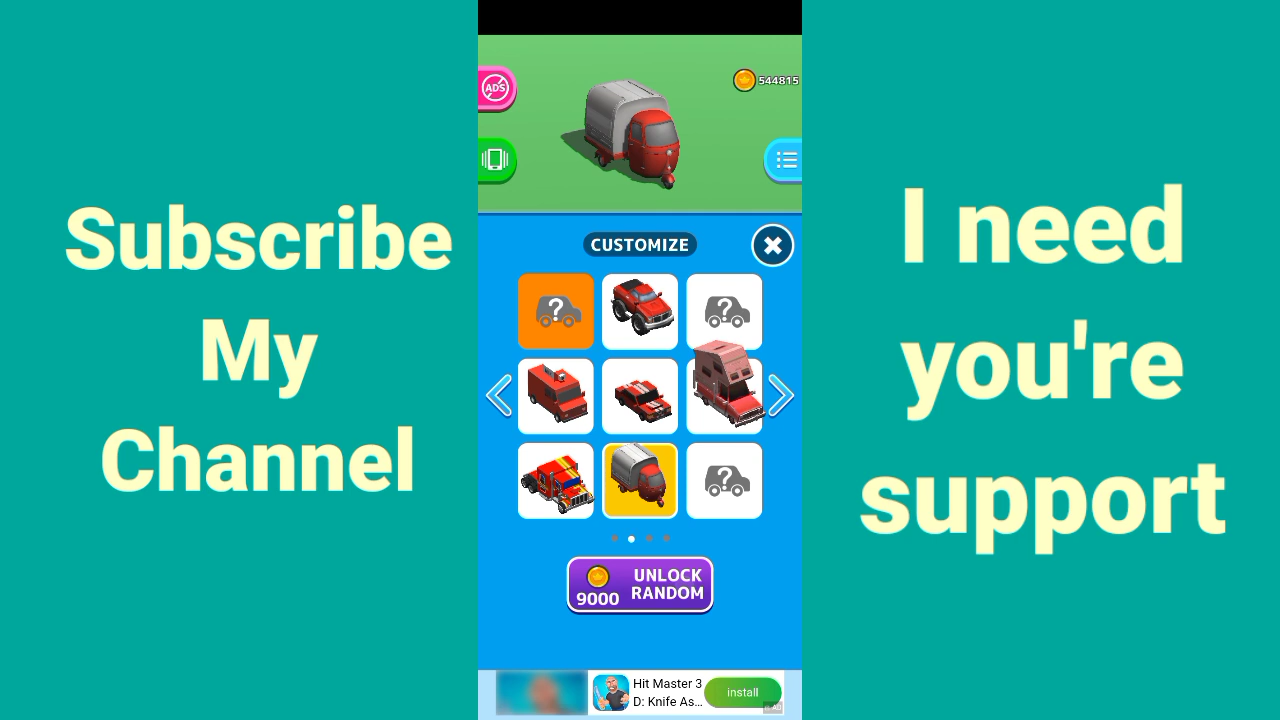 Subscribe
My
Channel
ADS
544815
CUSTOMIZE
?
?
?
9000
UNLOCK
RANDOM
Hit Master 3
D: Knife As...
install
I need
you're
support